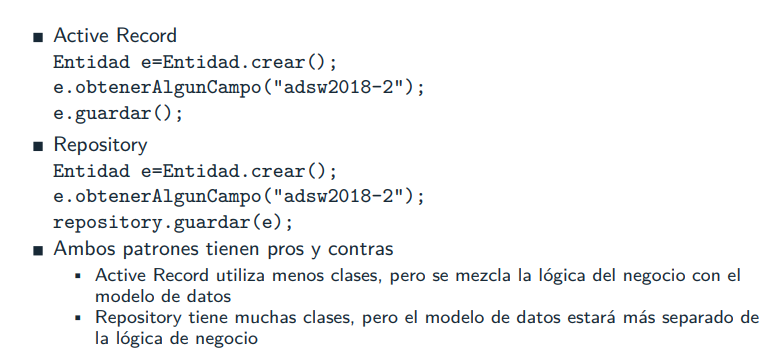 Active Record
Entidad e=Entidad.crear();
e.obtenerAlgunCampo("adsw2018-2");
e.guardar();
Repository
Entidad e=Entidad.crear();
e.obtenerAlgunCampo("adsw2018-2");
repository.guardar(e);
Ambos patrones tienen pros y contras
Active Record utiliza menos clases, pero se mezcla la lógica del negocio con el
modelo de datos
Repository tiene muchas clases, pero el modelo de datos estará más separado de
la lógica de negocio